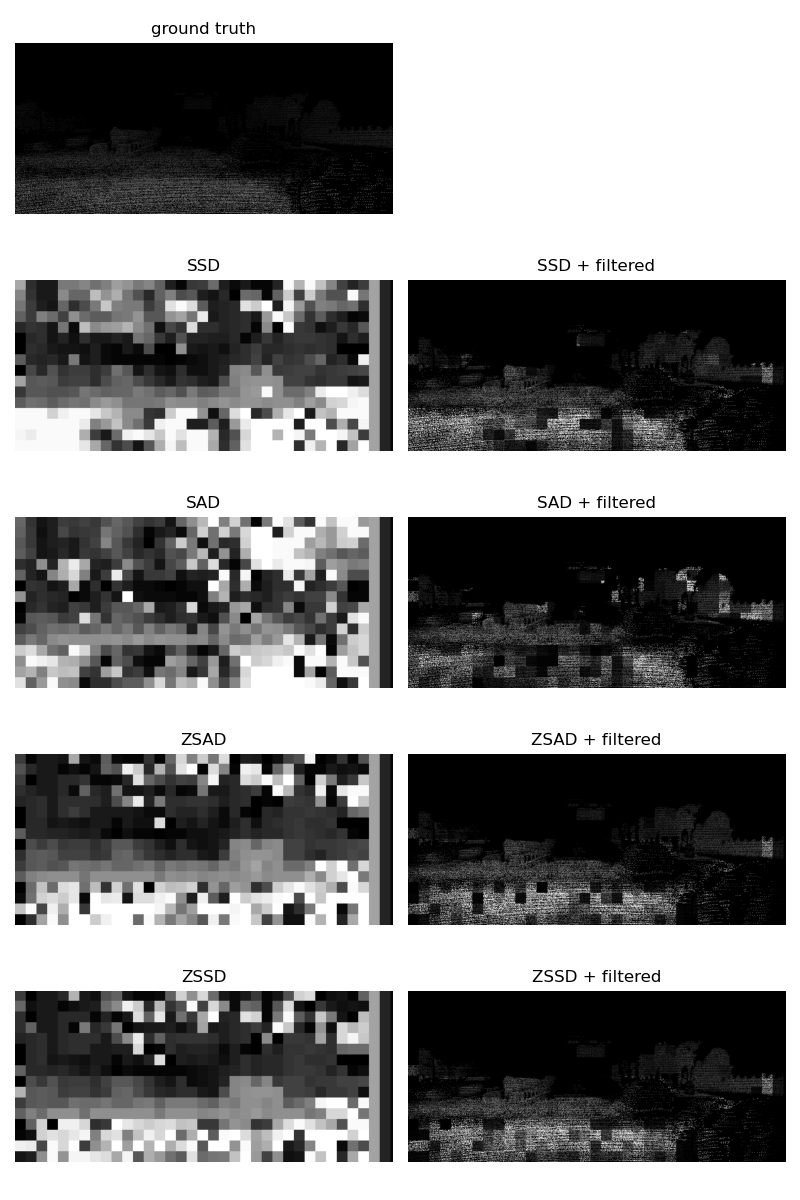 ground truth
SSD
SSD + filtered
SAD
SAD + filtered
ZSAD
ZSAD + filtered
ZSSD
ZSSD + filtered